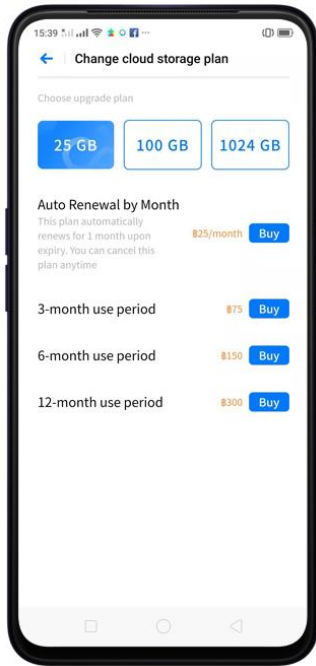 15:39
Change cloud storage plan
Choose upgrade plan
25 GB
100 GB
1024 GB
Auto Renewal by Month
This plan automatically
renews for 1 month upon
expiry. You can cancel this
plan anytime
฿25/month
Buy
3-month use period
฿75
Buy
6-month use period
฿150
Buy
12-month use period
฿300
Buy